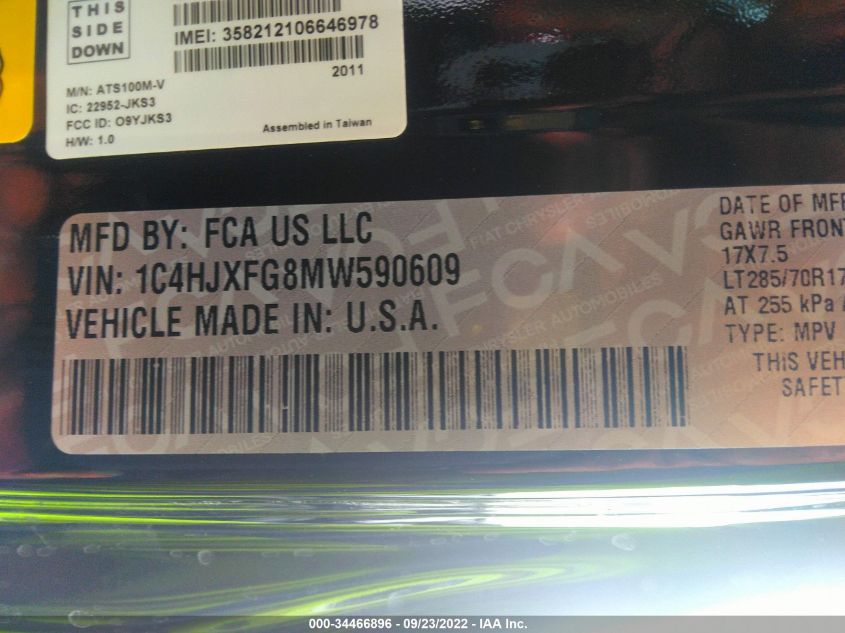 THIS
SIDE
DOWN
IMEI: 358212106646978
2011
M/N: ATS100M-V
IC: 22952-JKS3
FCC ID: O9YJKS3
H/W: 1.0
Assembled in Taiwan
MFD BY: FCA US LLC
VIN: 1C4HJXFG8MW590609
VEHICLE MADE IN: U.S.A.
DATE OF MFR
GAWR FRONT
17X7.5
LT285/70R17
AT 255 kPa
TYPE: MPV
THIS VEH
SAFETY
000-34466896 - 09/23/2022 - IAA Inc.